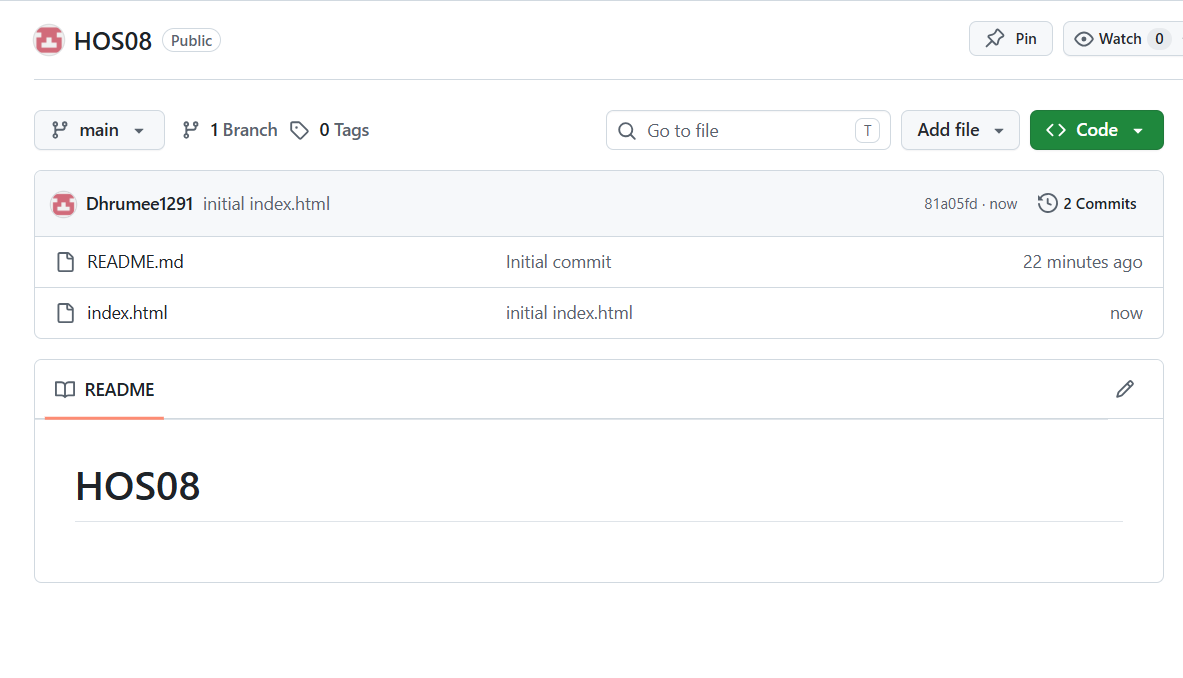 HOS08 Public Pin Watch 0
main 1 Branch 0 Tags Go to file T Add file Code
Dhrumee1291 initial index.html 81a05fd · now 2 Commits
README.md Initial commit 22 minutes ago
index.html initial index.html now
README
HOS08